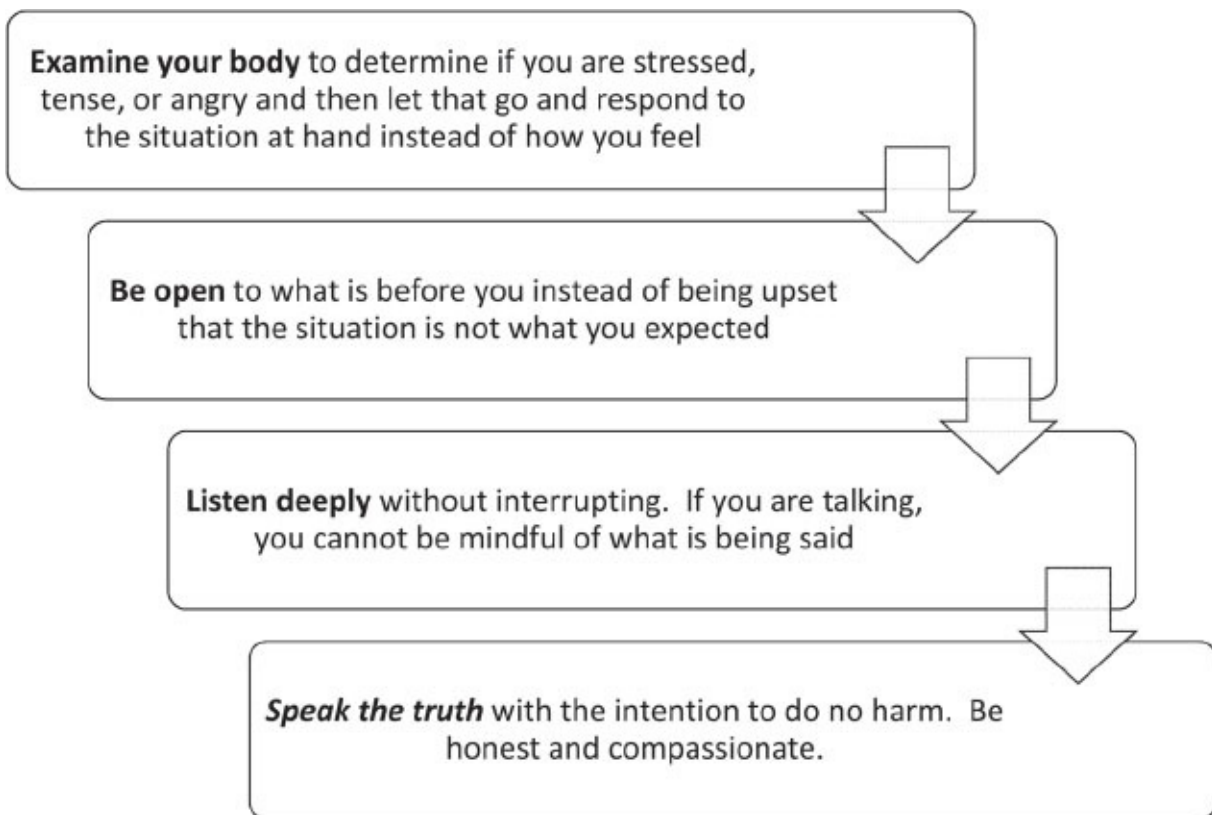 Examine your body to determine if you are stressed,
tense, or angry and then let that go and respond to
the situation at hand instead of how you feel
Be open to what is before you instead of being upset
that the situation is not what you expected
Listen deeply without interrupting.  If you are talking,
you cannot be mindful of what is being said
Speak the truth with the intention to do no harm.  Be
honest and compassionate.